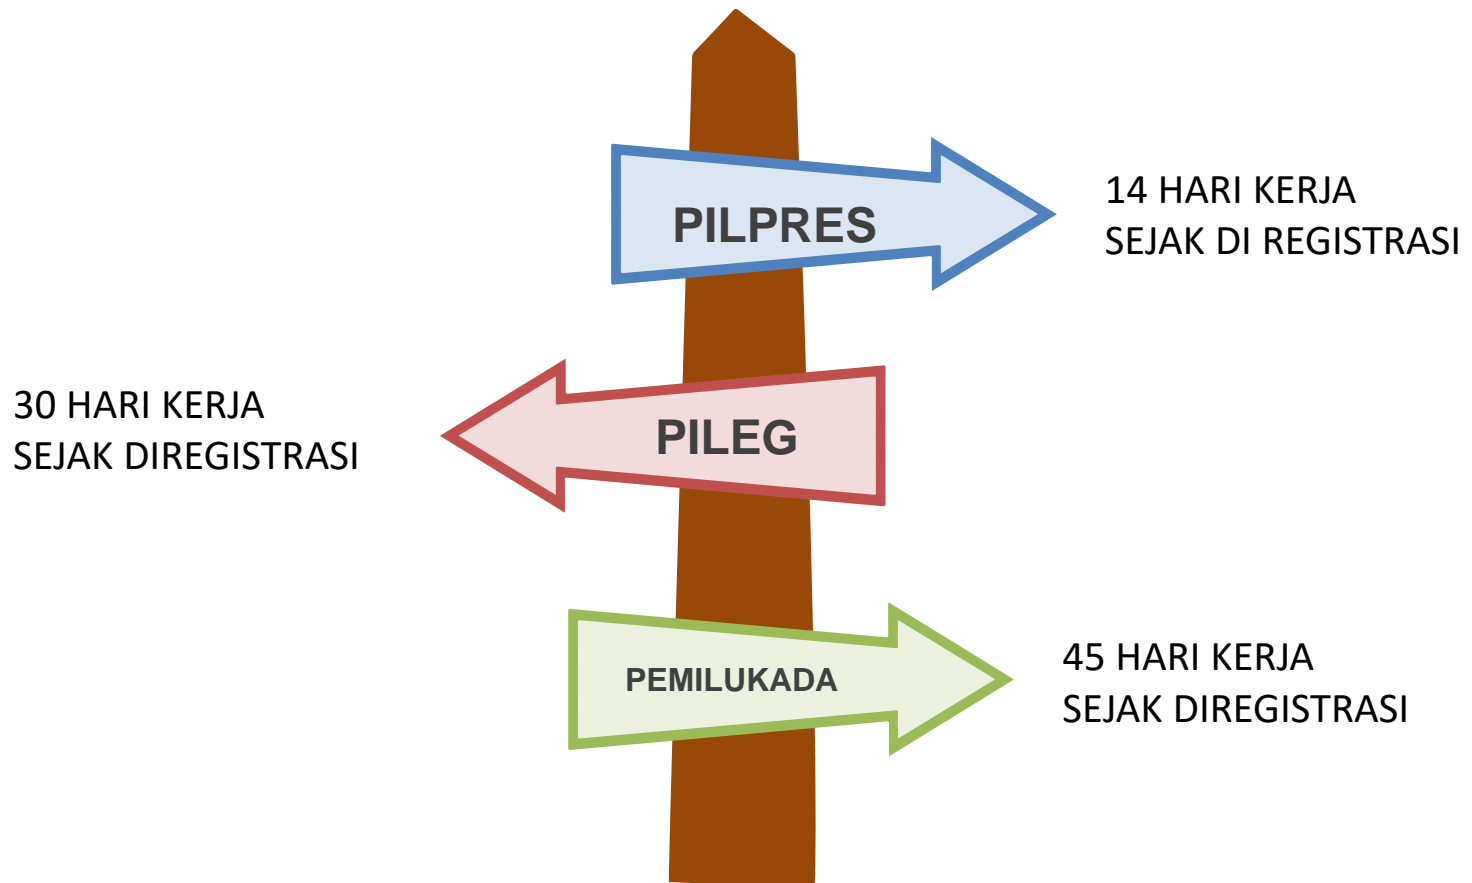 PILPRES
14 HARI KERJA
SEJAK DI REGISTRASI
30 HARI KERJA
SEJAK DIREGISTRASI
PILEG
PEMILUKADA
45 HARI KERJA
SEJAK DIREGISTRASI